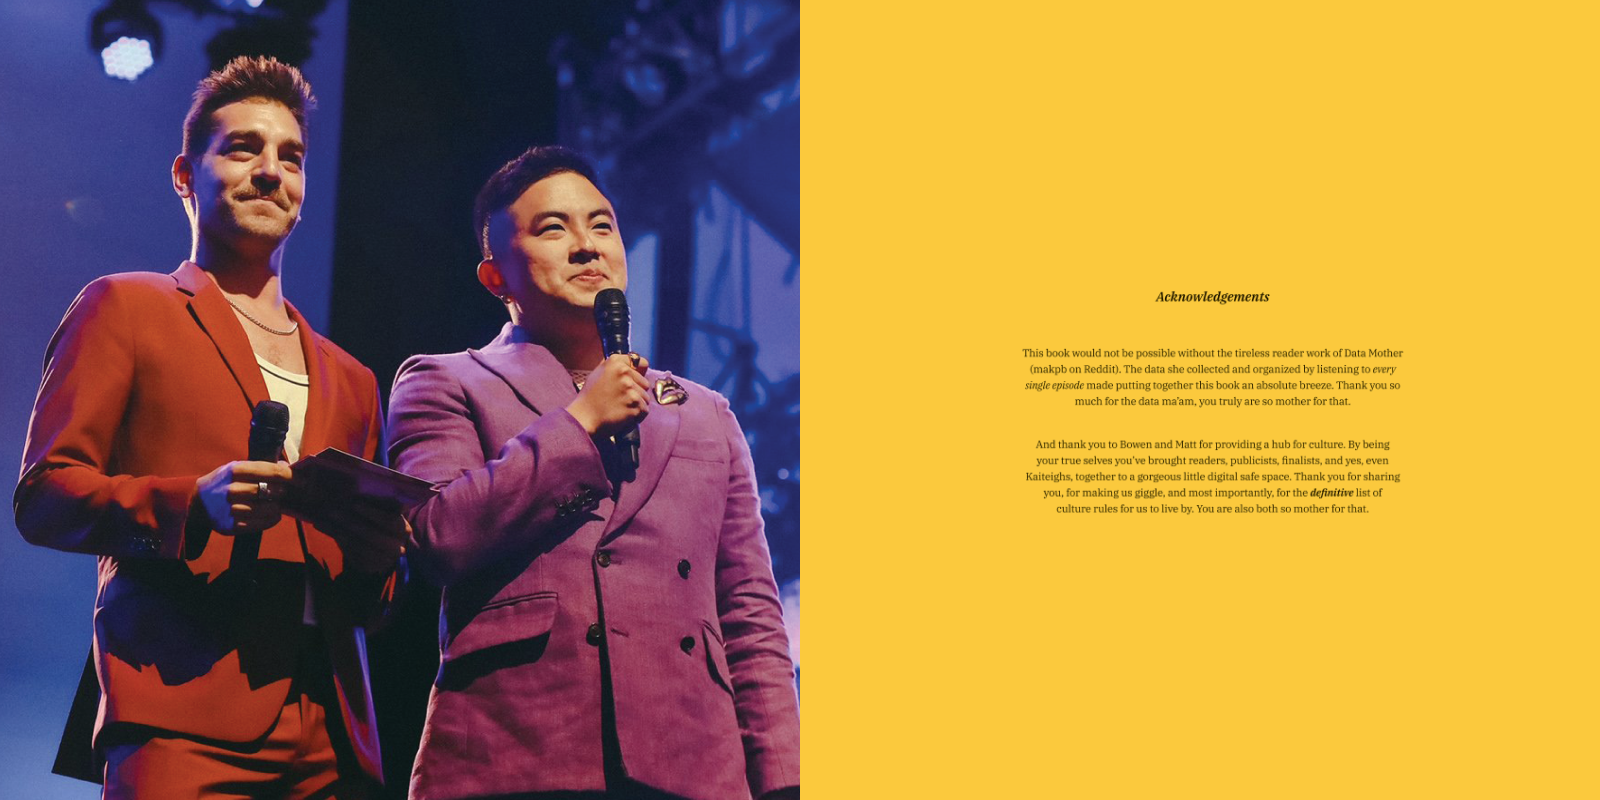 Acknowledgements
This book would not be possible without the tireless reader work of Data Mother
(makpb on Reddit). The data she collected and organized by listening to every
single episode made putting together this book an absolute breeze. Thank you so
much for the data ma’am, you truly are so mother for that.
And thank you to Bowen and Matt for providing a hub for culture. By being
your true selves you’ve brought readers, publicists, finalists, and yes, even
Kaiteighs, together to a gorgeous little digital safe space. Thank you for sharing
you, for making us giggle, and most importantly, for the definitive list of
culture rules for us to live by. You are also both so mother for that.